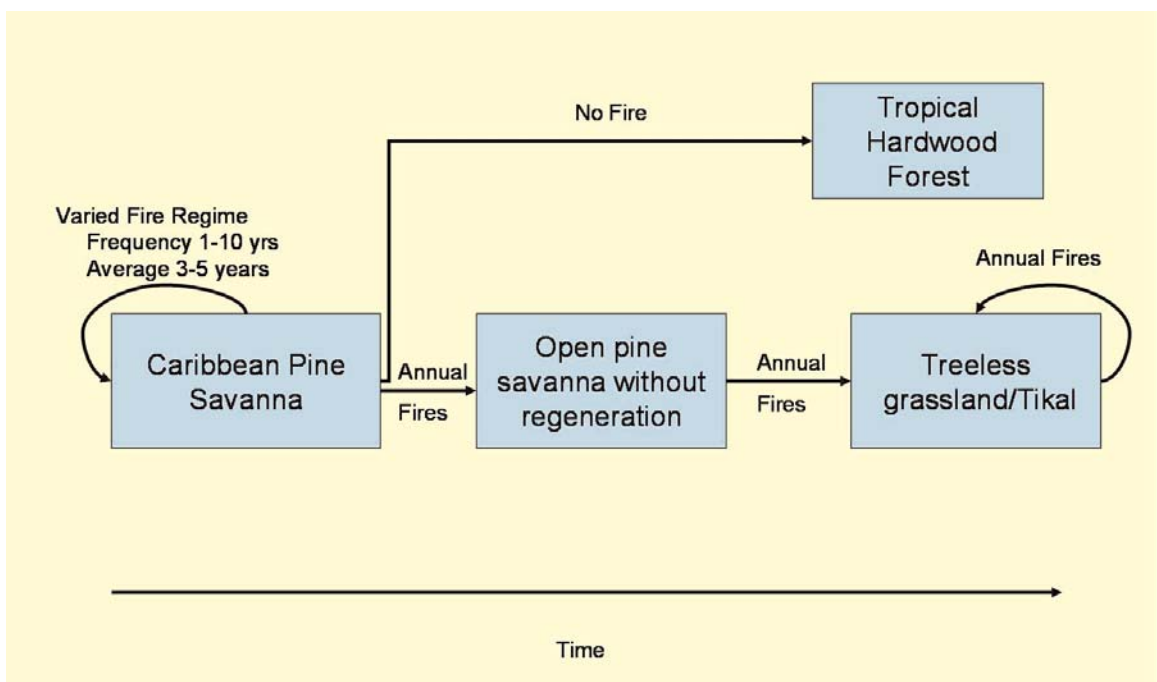 No Fire
Tropical
Hardwood
Forest
Varied Fire Regime
Frequency 1-10 yrs
Average 3-5 years
Annual Fires
Caribbean Pine
Savanna
Annual
Fires
Open pine
savanna without
regeneration
Annual
Fires
Treeless
grassland/Tikal
Time